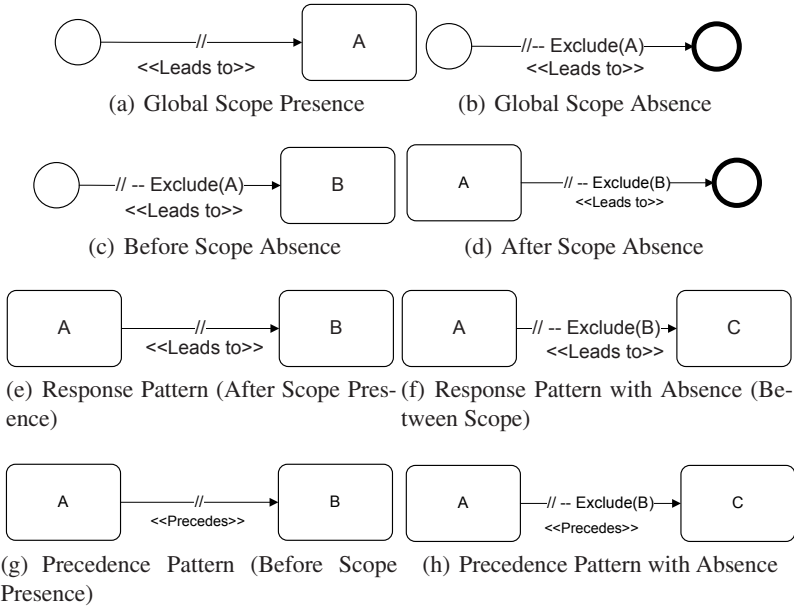 //
A
<<Leads to>>
(a) Global Scope Presence
//-- Exclude(A)
<<Leads to>>
(b) Global Scope Absence
// -- Exclude(A)
B
<<Leads to>>
(c) Before Scope Absence
A
// -- Exclude(B)
<<Leads to>>
(d) After Scope Absence
A
//
B
<<Leads to>>
(e) Response Pattern (After Scope Pres-
ence)
A
// -- Exclude(B)
C
<<Leads to>>
(f) Response Pattern with Absence (Be-
tween Scope)
A
//
B
<<Precedes>>
(g) Precedence Pattern (Before Scope
Presence)
A
// -- Exclude(B)
C
<<Precedes>>
(h) Precedence Pattern with Absence